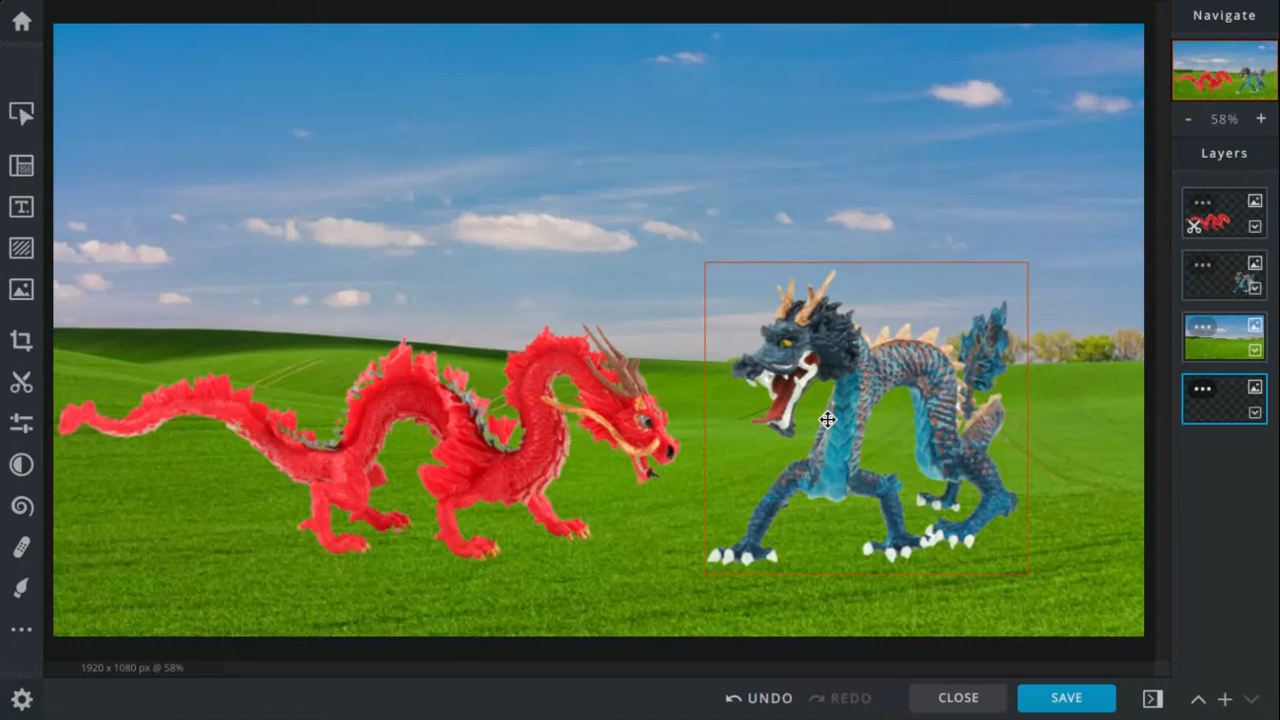 Navigate
- 58% +
Layers
1920 x 1080 px @ 58%
UNDO
REDO
CLOSE
SAVE